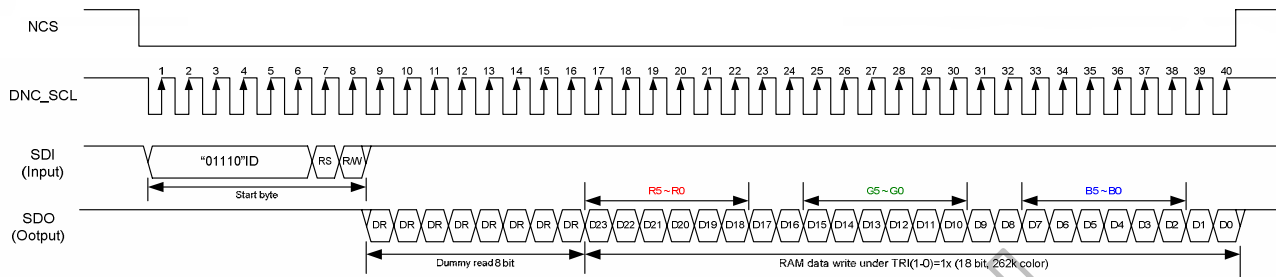 NCS
1 2 3 4 5 6 7 8 9 10 11 12 13 14 15 16 17 18 19 20 21 22 23 24 25 26 27 28 29 30 31 32 33 34 35 36 37 38 39 40
DNC_SCL
SDI
(Input)
"01110"ID RS R/W
Start byte
R5~R0 G5~G0 B5~B0
SDO
(Ootput)
DR DR DR DR DR DR DR DR D23 D22 D21 D20 D19 D18 D17 D16 D15 D14 D13 D12 D11 D10 D9 D8 D7 D6 D5 D4 D3 D2 D1 D0
Dummy read 8 bit
RAM data write under TRI(1-0)=1x (18 bit, 262k color)